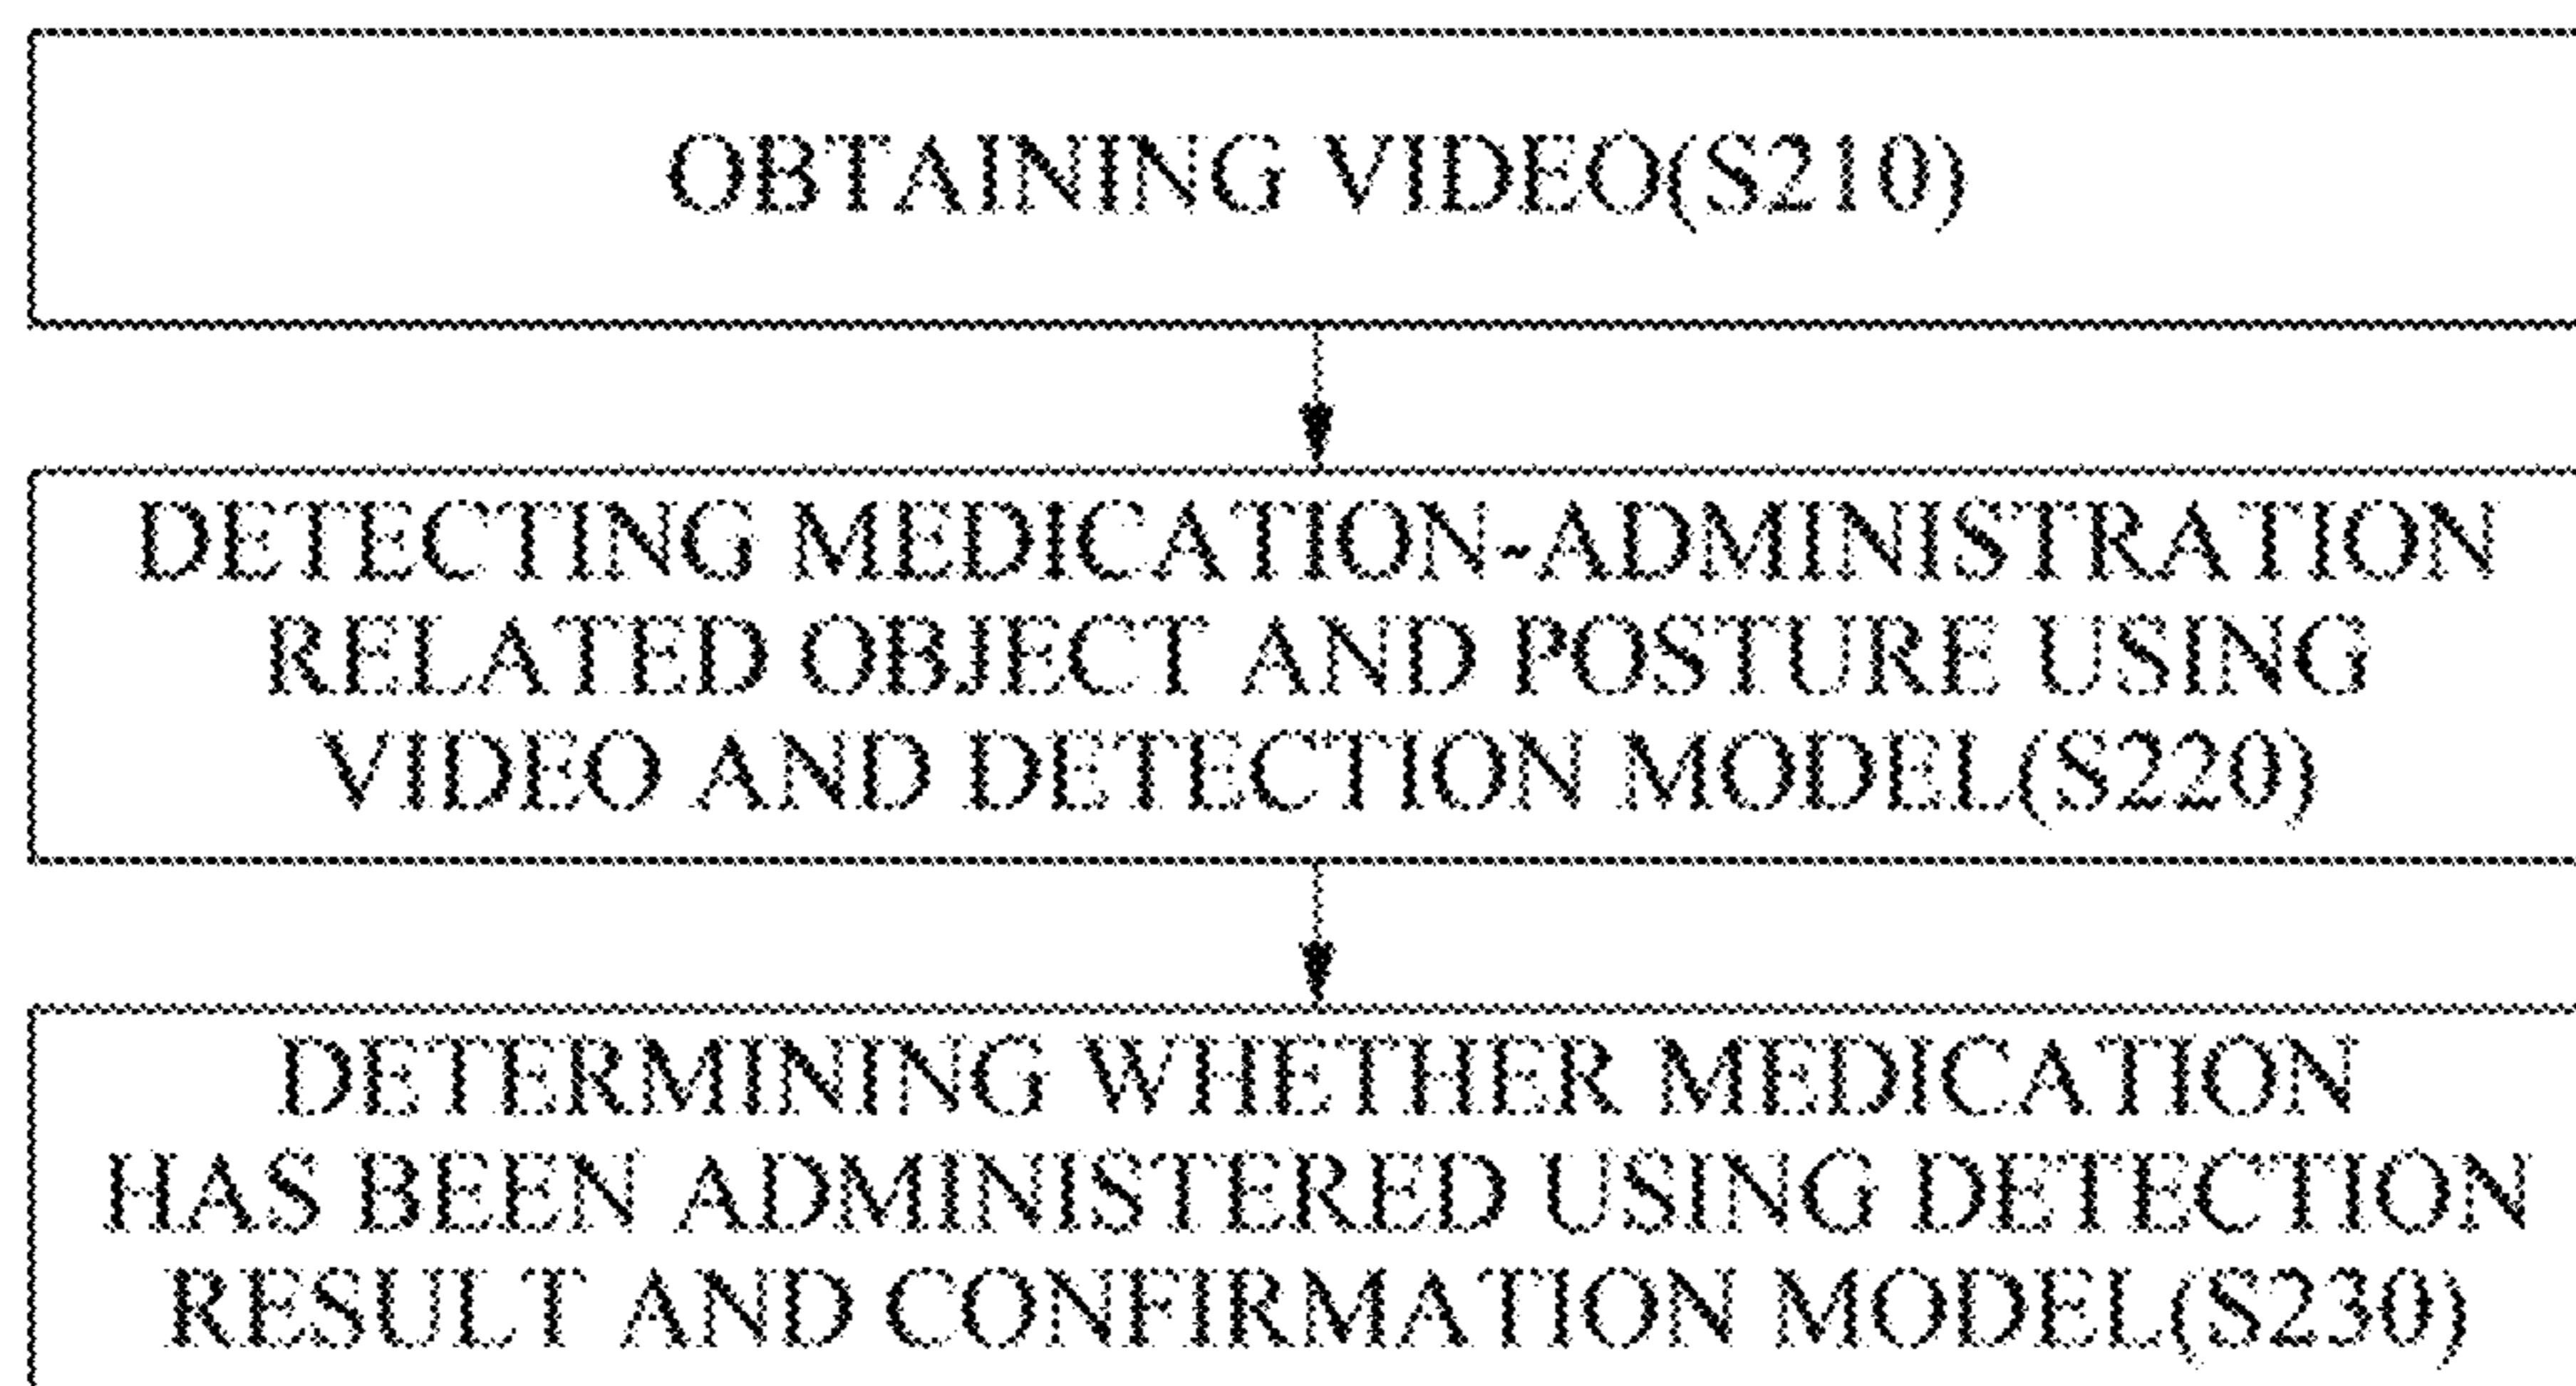 OBTAINING VIDEO(S210)
DETECTING MEDICATION-ADMINISTRATION
RELATED OBJECT AND POSTURE USING
VIDEO AND DETECTION MODEL(S220)
DETERMINING WHETHER MEDICATION
HAS BEEN ADMINISTERED USING DETECTION
RESULT AND CONFIRMATION MODEL(S230)